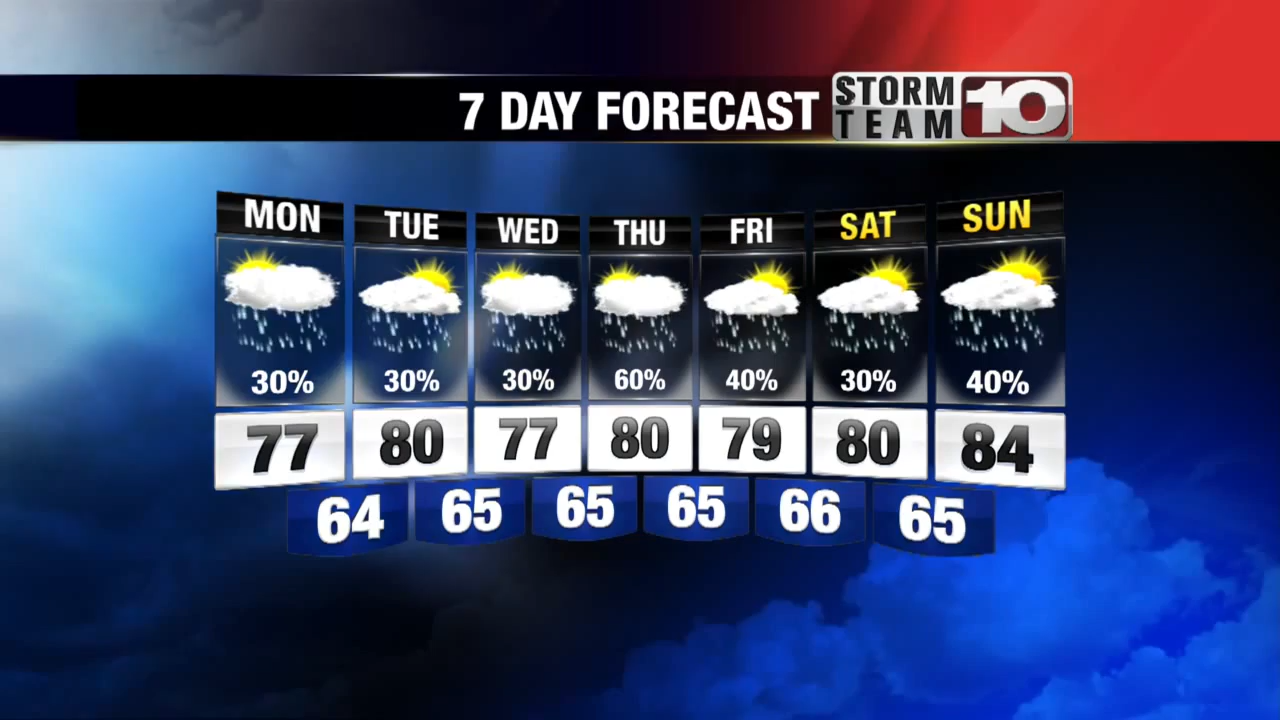 7 DAY FORECAST
STORM
TEAM
10
MON TUE WED THU FRI SAT SUN
30% 30% 30% 60% 40% 30% 40%
77 80 77 80 79 80 84
64 65 65 65 66 65